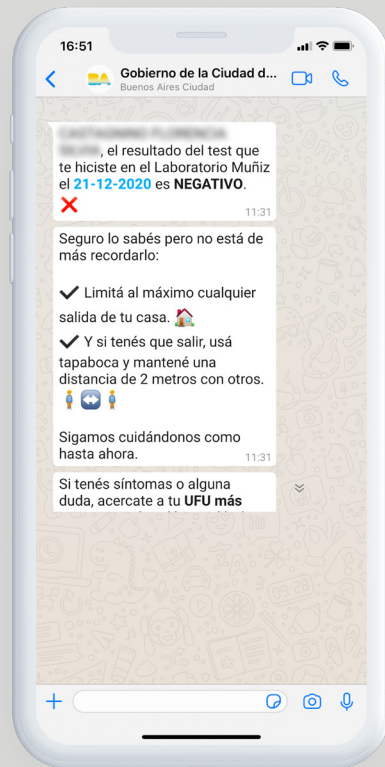 16:51
Gobierno de la Ciudad d...
Buenos Aires Ciudad
, el resultado del test que
te hiciste en el Laboratorio Muñiz
el 21-12-2020 es NEGATIVO.
❌
11:31
Seguro lo sabés pero no está de
más recordarlo:
✔ Limitá al máximo cualquier
salida de tu casa. 🏠
✔ Y si tenés que salir, usá
tapaboca y mantené una
distancia de 2 metros con otros.
🧍↔🧍
Sigamos cuidándonos como
hasta ahora.
11:31
Si tenés síntomas o alguna
duda, acercate a tu UFU más